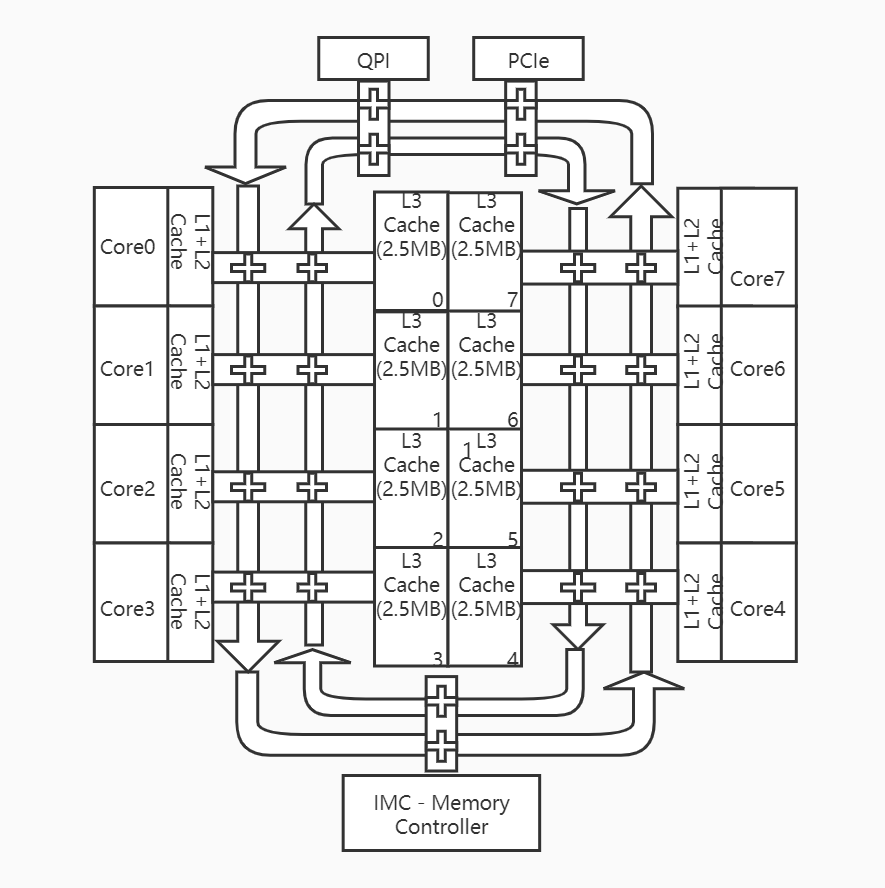 QPI
PCIe
Core0
L1+L2
Cache
L3
Cache
(2.5MB)
0
L3
Cache
(2.5MB)
7
L1+L2
Cache
Core7
Core1
L1+L2
Cache
L3
Cache
(2.5MB)
1
L3
Cache
(2.5MB)
6
L1+L2
Cache
Core6
Core2
L1+L2
Cache
L3
Cache
(2.5MB)
2
1
L3
Cache
(2.5MB)
5
L1+L2
Cache
Core5
Core3
L1+L2
Cache
L3
Cache
(2.5MB)
3
L3
Cache
(2.5MB)
4
L1+L2
Cache
Core4
IMC - Memory
Controller